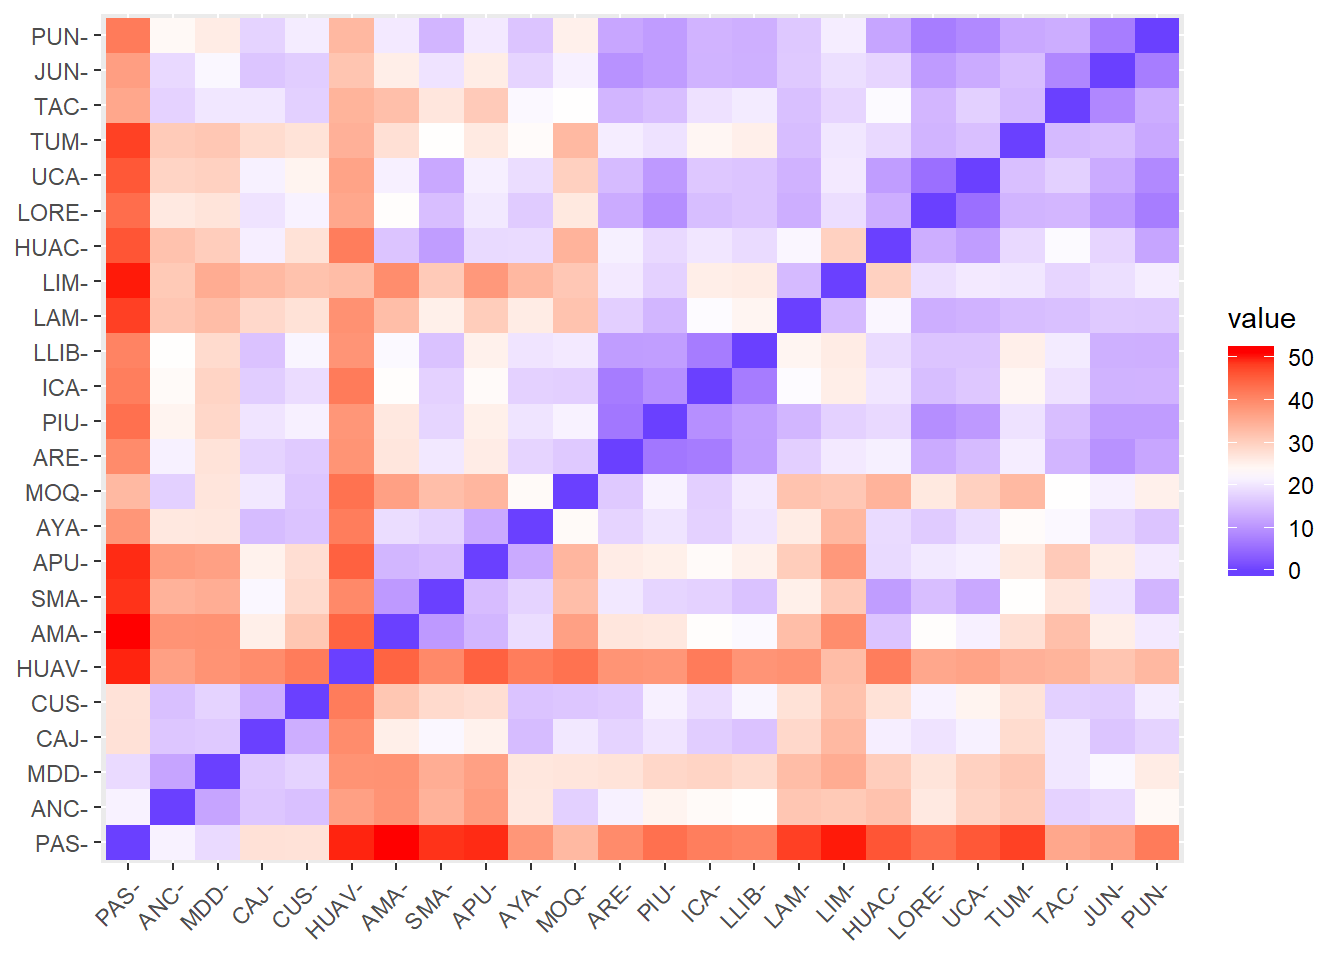 PUN-
JUN-
TAC-
TUM-
UCA-
LORE-
HUAC-
LIM-
LAM-
LLIB-
ICA-
PIU-
ARE-
MOQ-
AYA-
APU-
SMA-
AMA-
HUAV-
CUS-
CAJ-
MDD-
ANC-
PAS-
PAS- ANC- MDD- CAJ- CUS- HUAV- AMA- SMA- APU- AYA- MOQ- ARE- PIU- ICA- LLIB- LAM- LIM- HUAC- LORE- UCA- TUM- TAC- JUN- PUN-
value
50
40
30
20
10
0